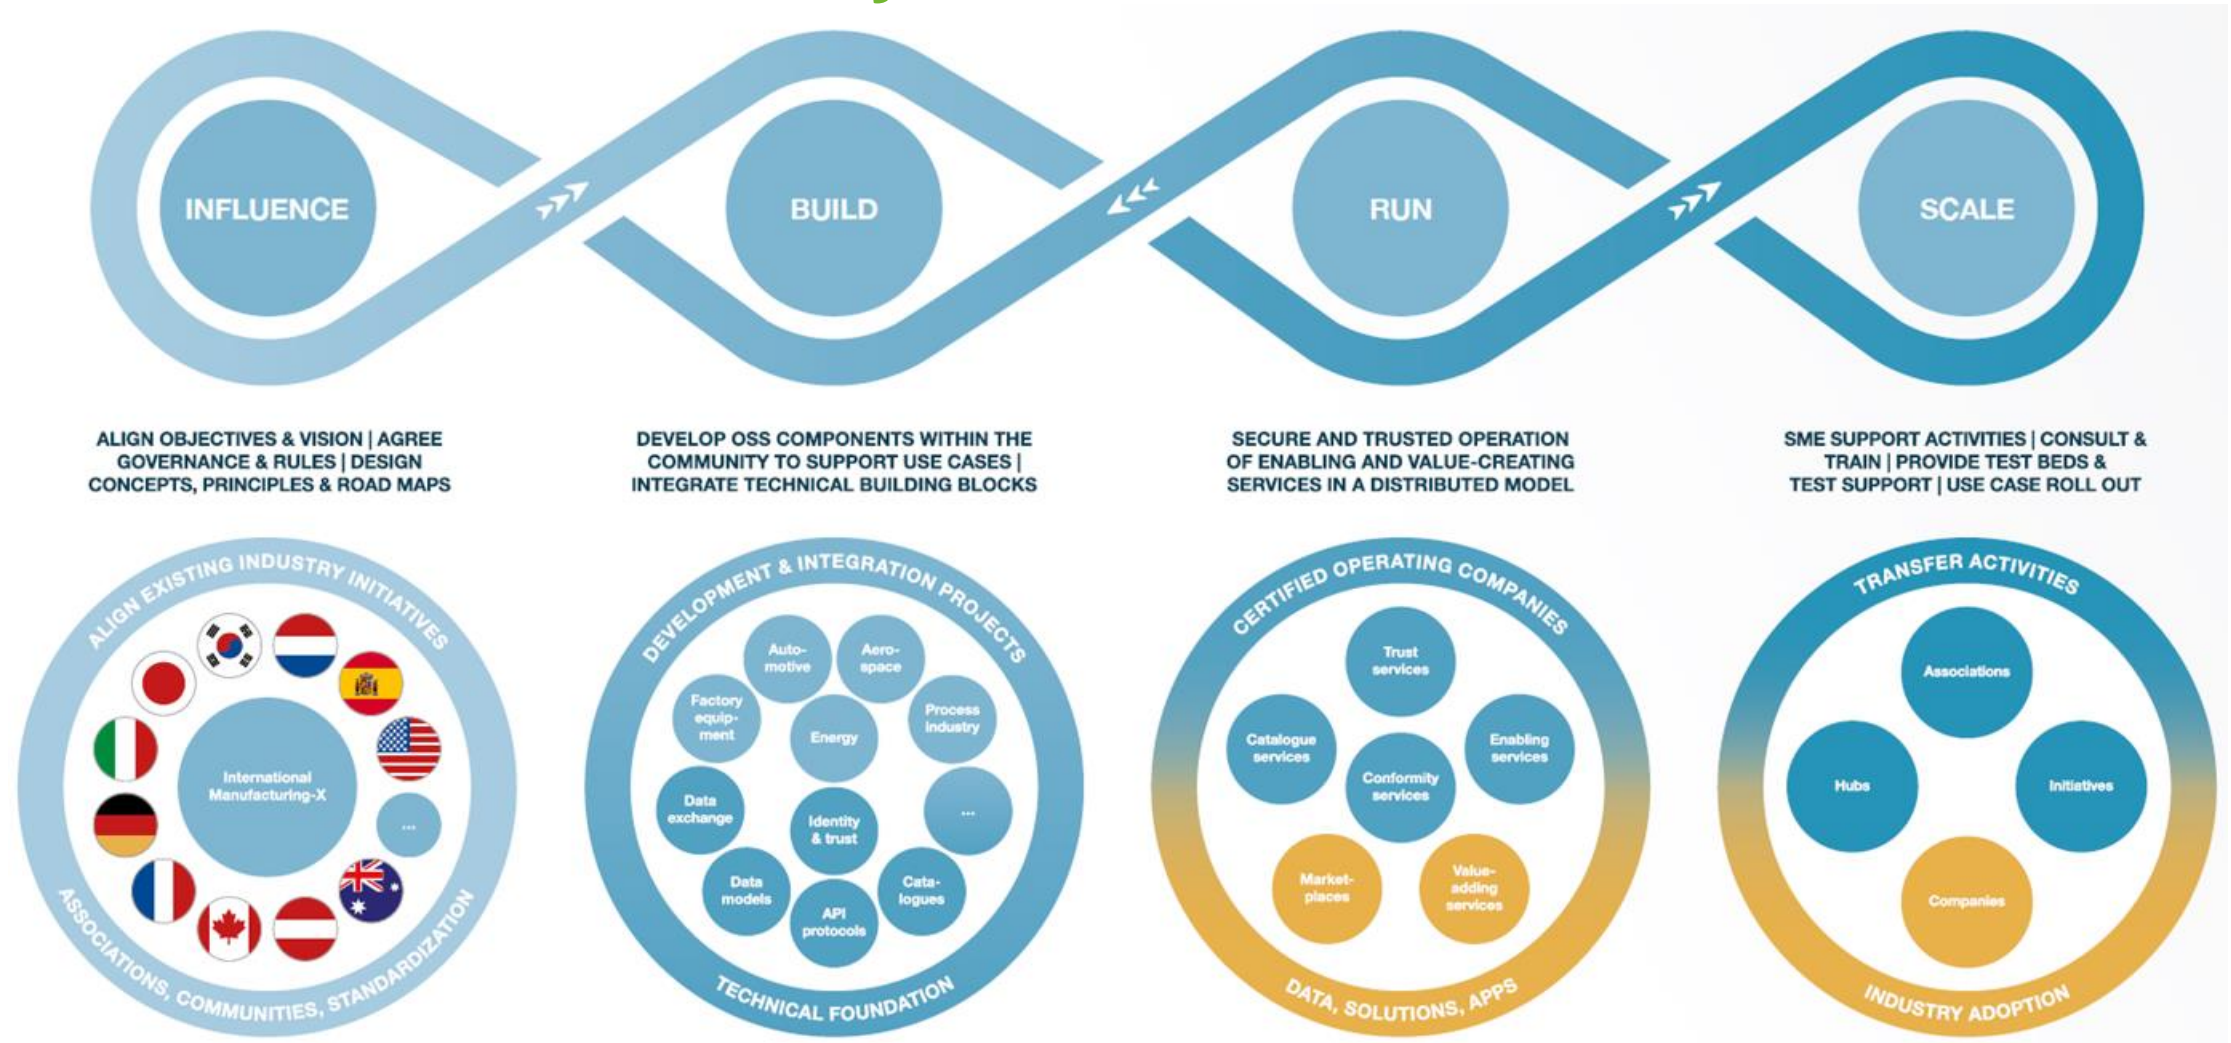 INFLUENCE
BUILD
RUN
SCALE
ALIGN OBJECTIVES & VISION | AGREE
GOVERNANCE & RULES | DESIGN
CONCEPTS, PRINCIPLES & ROAD MAPS
DEVELOP OSS COMPONENTS WITHIN THE
COMMUNITY TO SUPPORT USE CASES |
INTEGRATE TECHNICAL BUILDING BLOCKS
SECURE AND TRUSTED OPERATION
OF ENABLING AND VALUE-CREATING
SERVICES IN A DISTRIBUTED MODEL
SME SUPPORT ACTIVITIES | CONSULT &
TRAIN | PROVIDE TEST BEDS &
TEST SUPPORT | USE CASE ROLL OUT
ALIGN EXISTING INDUSTRY INITIATIVES
International
Manufacturing-X
...
ASSOCIATIONS, COMMUNITIES, STANDARDIZATION
DEVELOPMENT & INTEGRATION PROJECTS
Auto-
motive
Aero-
space
Factory
equip-
ment
Energy
Process
Industry
Data
exchange
Identity
& trust
...
Data
models
API
protocols
Cata-
logues
TECHNICAL FOUNDATION
CERTIFIED OPERATING COMPANIES
Trust
services
Catalogue
services
Enabling
services
Conformity
services
Market-
places
Value-
adding
services
DATA, SOLUTIONS, APPS
TRANSFER ACTIVITIES
Associations
Hubs
Initiatives
Companies
INDUSTRY ADOPTION